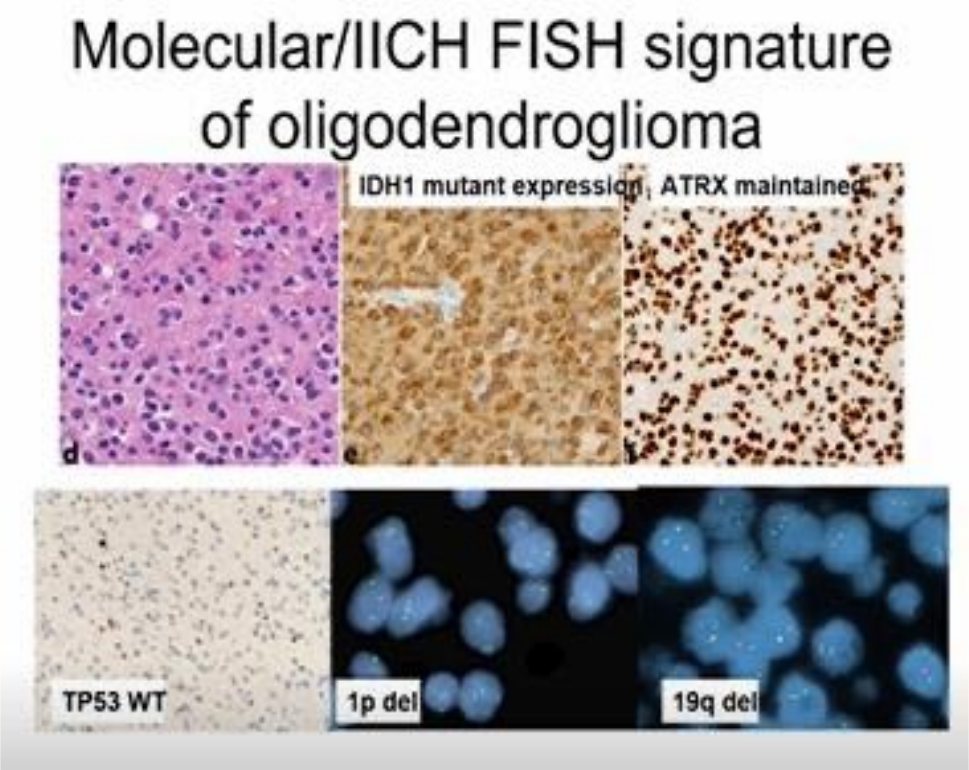 Molecular/IICH FISH signature
of oligodendroglioma
IDH1 mutant expression, ATRX maintained
d
e
TP53 WT
1p del
19q del